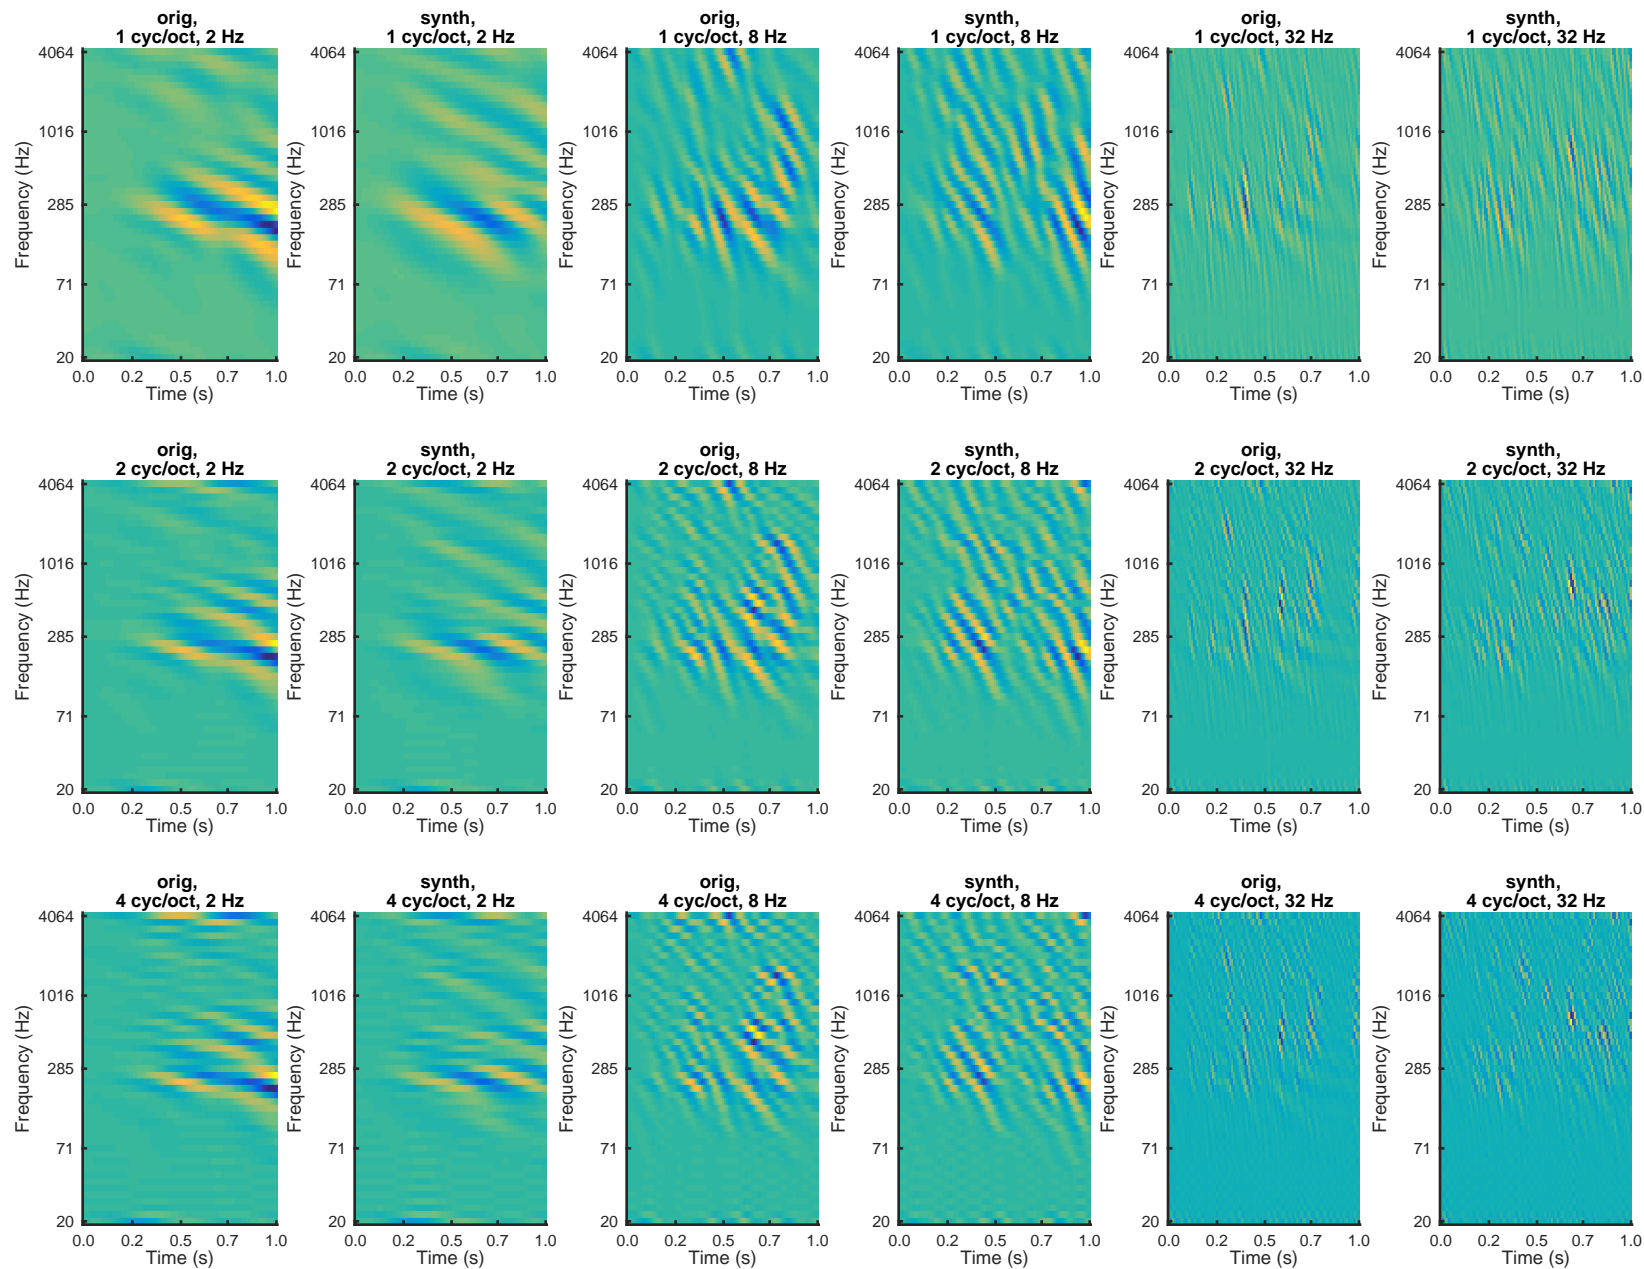 orig,
1 cyc/oct, 2 Hz
4064
1016
285
71
20
0.0 0.2 0.5 0.7 1.0
Time (s)
Frequency (Hz)
synth,
1 cyc/oct, 2 Hz
4064
1016
285
71
20
0.0 0.2 0.5 0.7 1.0
Time (s)
Frequency (Hz)
orig,
1 cyc/oct, 8 Hz
4064
1016
285
71
20
0.0 0.2 0.5 0.7 1.0
Time (s)
Frequency (Hz)
synth,
1 cyc/oct, 8 Hz
4064
1016
285
71
20
0.0 0.2 0.5 0.7 1.0
Time (s)
Frequency (Hz)
orig,
1 cyc/oct, 32 Hz
4064
1016
285
71
20
0.0 0.2 0.5 0.7 1.0
Time (s)
Frequency (Hz)
synth,
1 cyc/oct, 32 Hz
4064
1016
285
71
20
0.0 0.2 0.5 0.7 1.0
Time (s)
Frequency (Hz)
orig,
2 cyc/oct, 2 Hz
4064
1016
285
71
20
0.0 0.2 0.5 0.7 1.0
Time (s)
Frequency (Hz)
synth,
2 cyc/oct, 2 Hz
4064
1016
285
71
20
0.0 0.2 0.5 0.7 1.0
Time (s)
Frequency (Hz)
orig,
2 cyc/oct, 8 Hz
4064
1016
285
71
20
0.0 0.2 0.5 0.7 1.0
Time (s)
Frequency (Hz)
synth,
2 cyc/oct, 8 Hz
4064
1016
285
71
20
0.0 0.2 0.5 0.7 1.0
Time (s)
Frequency (Hz)
orig,
2 cyc/oct, 32 Hz
4064
1016
285
71
20
0.0 0.2 0.5 0.7 1.0
Time (s)
Frequency (Hz)
synth,
2 cyc/oct, 32 Hz
4064
1016
285
71
20
0.0 0.2 0.5 0.7 1.0
Time (s)
Frequency (Hz)
orig,
4 cyc/oct, 2 Hz
4064
1016
285
71
20
0.0 0.2 0.5 0.7 1.0
Time (s)
Frequency (Hz)
synth,
4 cyc/oct, 2 Hz
4064
1016
285
71
20
0.0 0.2 0.5 0.7 1.0
Time (s)
Frequency (Hz)
orig,
4 cyc/oct, 8 Hz
4064
1016
285
71
20
0.0 0.2 0.5 0.7 1.0
Time (s)
Frequency (Hz)
synth,
4 cyc/oct, 8 Hz
4064
1016
285
71
20
0.0 0.2 0.5 0.7 1.0
Time (s)
Frequency (Hz)
orig,
4 cyc/oct, 32 Hz
4064
1016
285
71
20
0.0 0.2 0.5 0.7 1.0
Time (s)
Frequency (Hz)
synth,
4 cyc/oct, 32 Hz
4064
1016
285
71
20
0.0 0.2 0.5 0.7 1.0
Time (s)
Frequency (Hz)